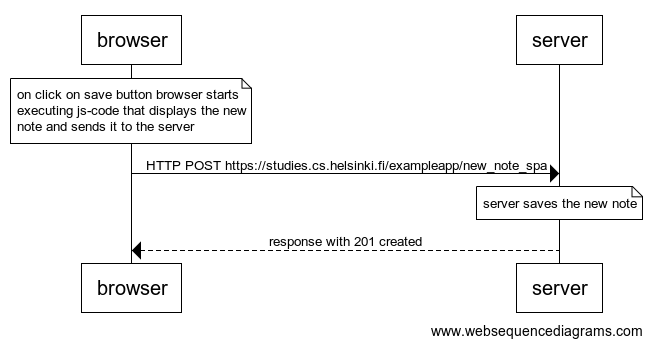 browser
server
on click on save button browser starts
executing js-code that displays the new
note and sends it to the server
HTTP POST https://studies.cs.helsinki.fi/exampleapp/new_note_spa
server saves the new note
response with 201 created
browser
server
www.websequencediagrams.com